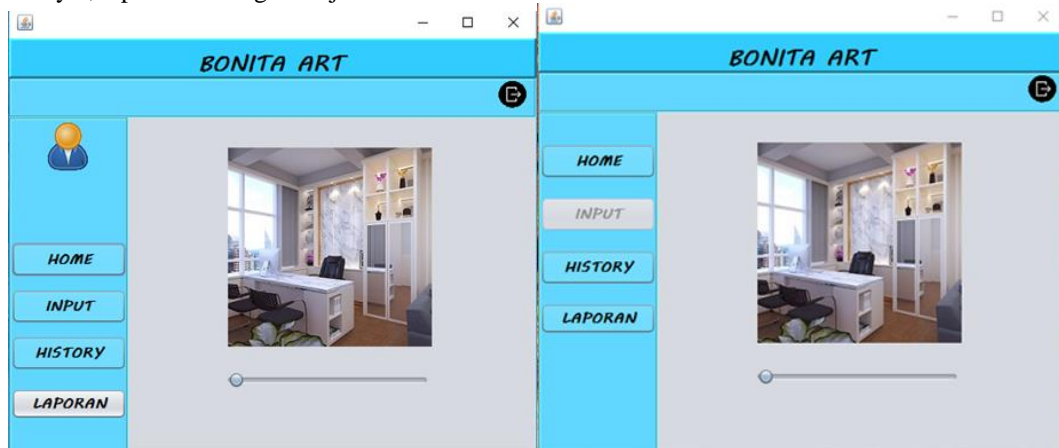 BONITA ART
HOME
INPUT
HISTORY
LAPORAN
BONITA ART
HOME
INPUT
HISTORY
LAPORAN